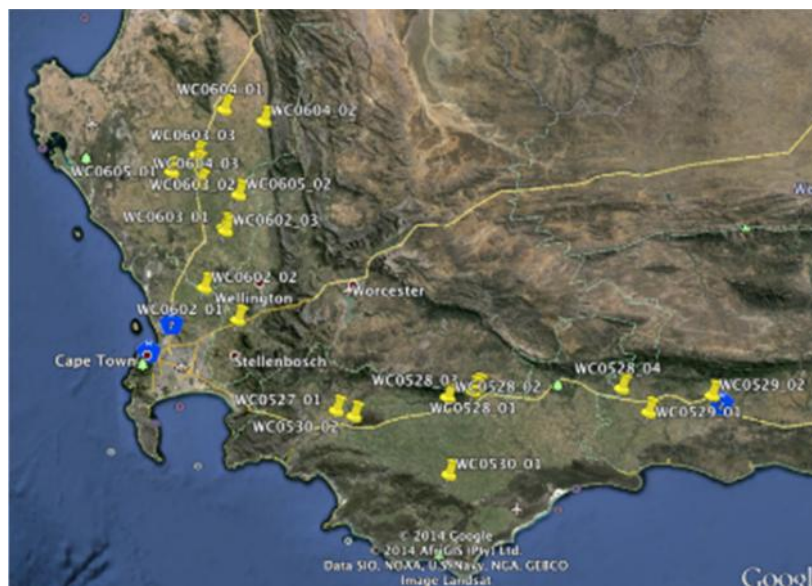 WC0604_01
WC0604_02
WC0603_03
WC0604_03
WC0605_01
WC0603_02
WC0605_02
WC0603_01
WC0602_03
WC0602_02
Wellington
Worcester
WC0602_01
Cape Town
Stellenbosch
WC0528_03
WC0528_02
WC0528_04
WC0529_02
WC0527_01
WC0528_01
WC0529_01
WC0530_02
WC0530_01
© 2014 Google
© 2014 AfriGIS (Pty) Ltd.
Data SIO, NOAA, U.S. Navy, NGA, GEBCO
Image Landsat